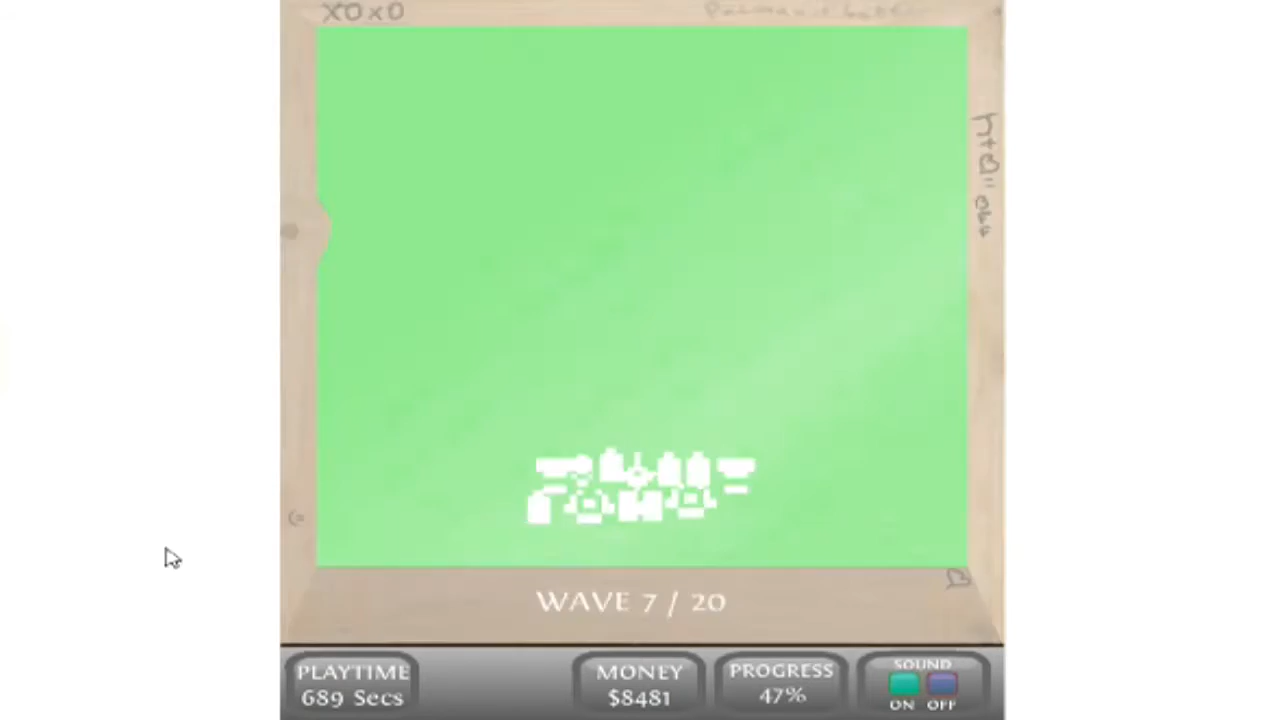 XOXO
WAVE 7 / 20
PLAYTIME
689 Secs
MONEY
$8481
PROGRESS
47%
SOUND
ON OFF